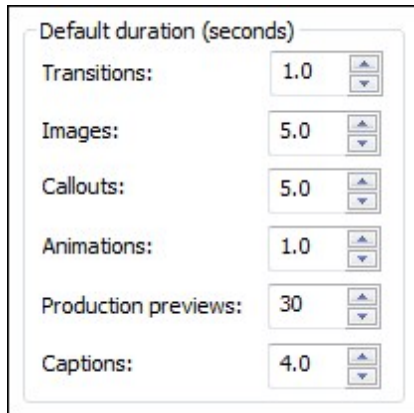 Default duration (seconds)
Transitions: 1.0
Images: 5.0
Callouts: 5.0
Animations: 1.0
Production previews: 30
Captions: 4.0